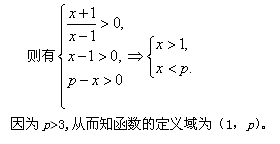 则有{(x+1)/(x-1)>0, x-1>0, p-x>0 ⇒ {x>1, x<p.
因为 p>3,从而知函数的定义域为（1，p）。